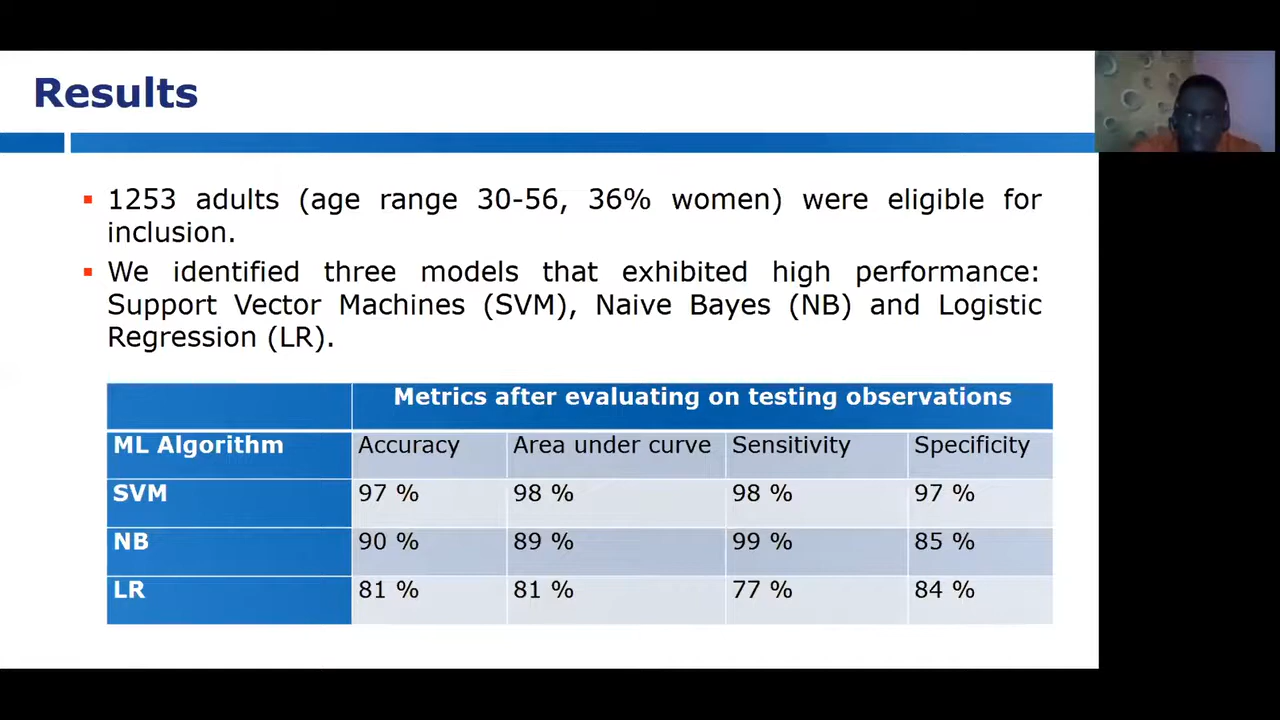 Results
1253 adults (age range 30-56, 36% women) were eligible for
inclusion.
We identified three models that exhibited high performance:
Support Vector Machines (SVM), Naive Bayes (NB) and Logistic
Regression (LR).
Metrics after evaluating on testing observations
ML Algorithm Accuracy Area under curve Sensitivity Specificity
SVM 97 % 98 % 98 % 97 %
NB 90 % 89 % 99 % 85 %
LR 81 % 81 % 77 % 84 %